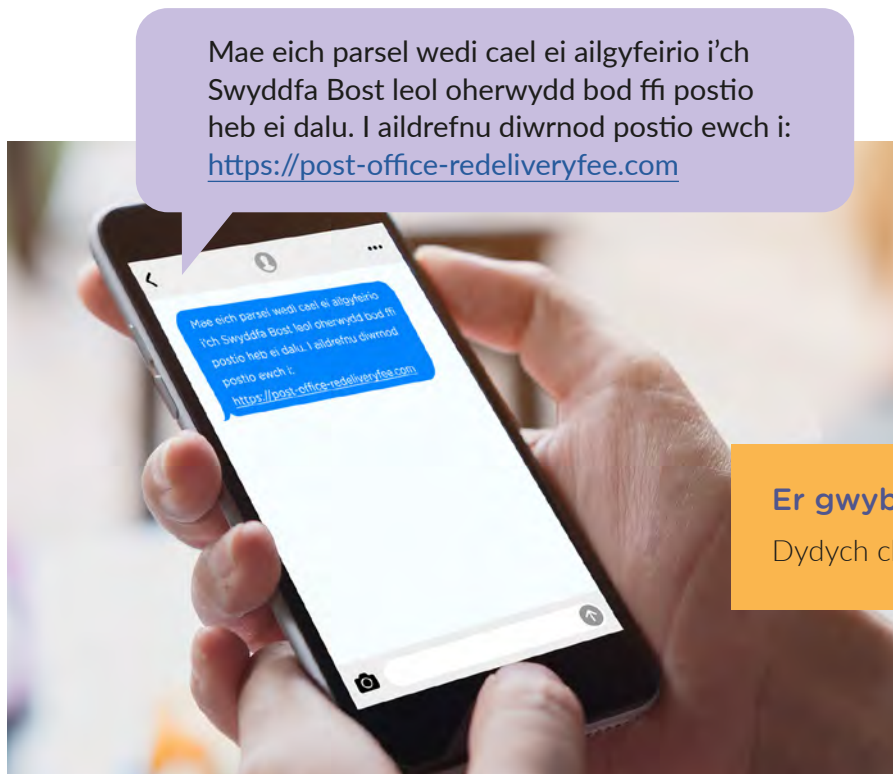 Mae eich parsel wedi cael ei ailgyfeirio i’ch
Swyddfa Bost leol oherwydd bod ffi postio
heb ei dalu. I aildrefnu diwrnod postio ewch i:
https://post-office-redeliveryfee.com
Mae eich parsel wedi cael ei ailgyfeirio
i’ch Swyddfa Bost leol oherwydd bod ffi
postio heb ei dalu. I aildrefnu diwrnod
postio ewch i:
https://post-office-redeliveryfee.com
Er
Dydych